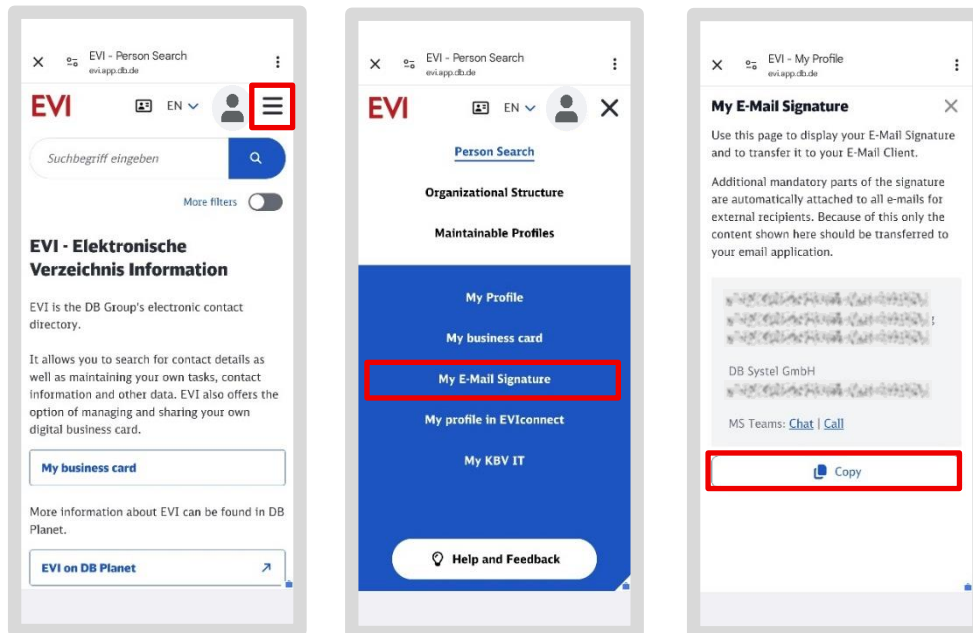 EVI - Person Search
evi.app.db.de
EVI
EN
Suchbegriff eingeben
More filters
EVI - Elektronische
Verzeichnis Information
EVI is the DB Group's electronic contact
directory.
It allows you to search for contact details as
well as maintaining your own tasks, contact
information and other data. EVI also offers the
option of managing and sharing your own
digital business card.
My business card
More information about EVI can be found in DB
Planet.
EVI on DB Planet
EVI - Person Search
evi.app.db.de
EVI
EN
Person Search
Organizational Structure
Maintainable Profiles
My Profile
My business card
My E-Mail Signature
My profile in EVIconnect
My KBV IT
Help and Feedback
EVI - My Profile
evi.app.db.de
My E-Mail Signature
Use this page to display your E-Mail Signature
and to transfer it to your E-Mail Client.
Additional mandatory parts of the signature
are automatically attached to all e-mails for
external recipients. Because of this only the
content shown here should be transferred to
your email application.
DB Systel GmbH
MS Teams: Chat | Call
Copy